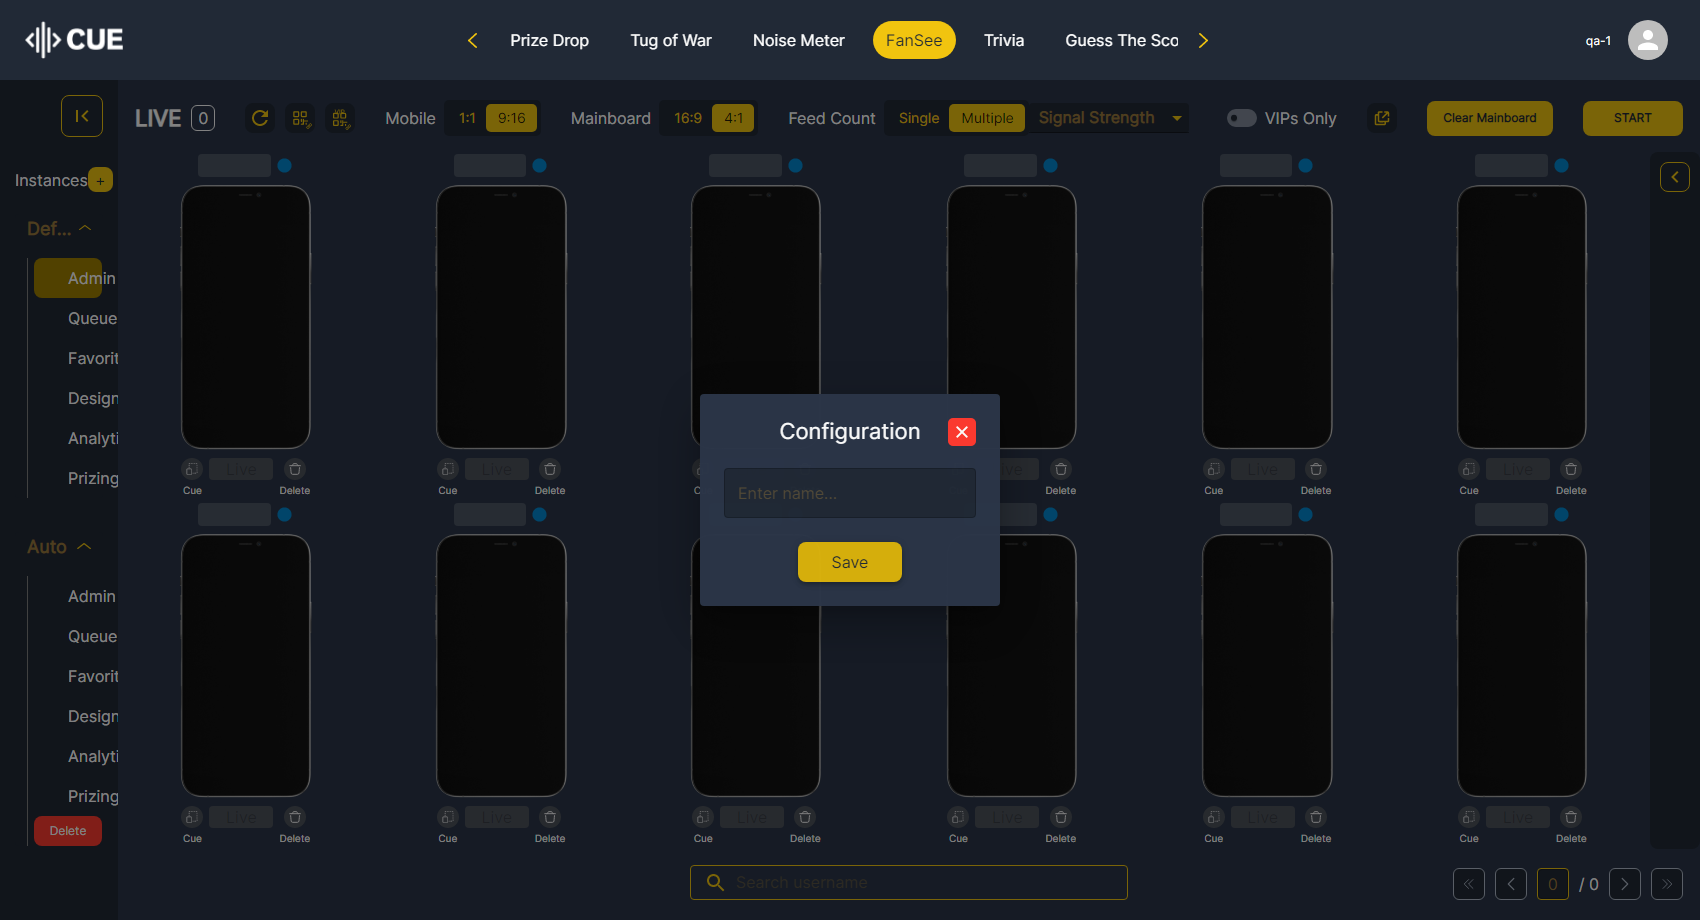 CUE
Prize Drop Tug of War Noise Meter FanSee Trivia Guess The Sco
qa-1
LIVE 0 Mobile 1:1 9:16 Mainboard 16:9 4:1 Feed Count Single Multiple Signal Strength VIPs Only Clear Mainboard START
Instances +
Def...
Admin
Queue
Favorit
Design
Analyti
Prizing
Live Live Live Live Live
Cue Delete Cue Delete C Delete Cue Delete Cue Delete
Configuration
Enter name...
Save
Auto
Admin
Queue
Favorit
Design
Analyti
Prizing
Delete
Live Live Live Live Live Live
Cue Delete Cue Delete Cue Delete Cue Delete Cue Delete Cue Delete
Search username
0 / 0